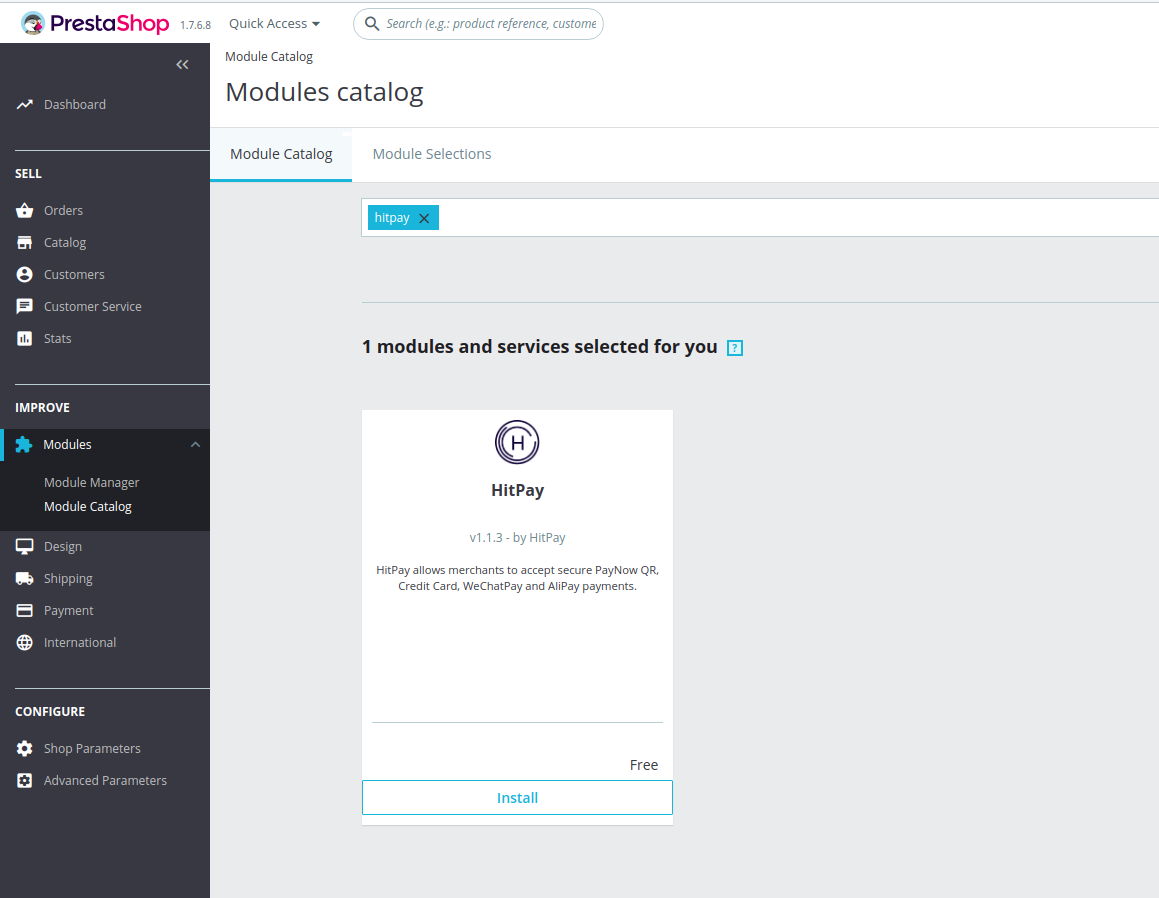 PrestaShop 1.7.6.8 Quick Access Search (e.g.: product reference, custome
Module Catalog
Modules catalog
Dashboard
Module Catalog Module Selections
SELL
Orders
hitpay
Catalog
Customers
Customer Service
Stats
1 modules and services selected for you ?
IMPROVE
Modules
Module Manager
Module Catalog
Design
Shipping
Payment
International
H
HitPay
v1.1.3 - by HitPay
HitPay allows merchants to accept secure PayNow QR,
Credit Card, WeChatPay and AliPay payments.
CONFIGURE
Shop Parameters
Advanced Parameters
Free
Install